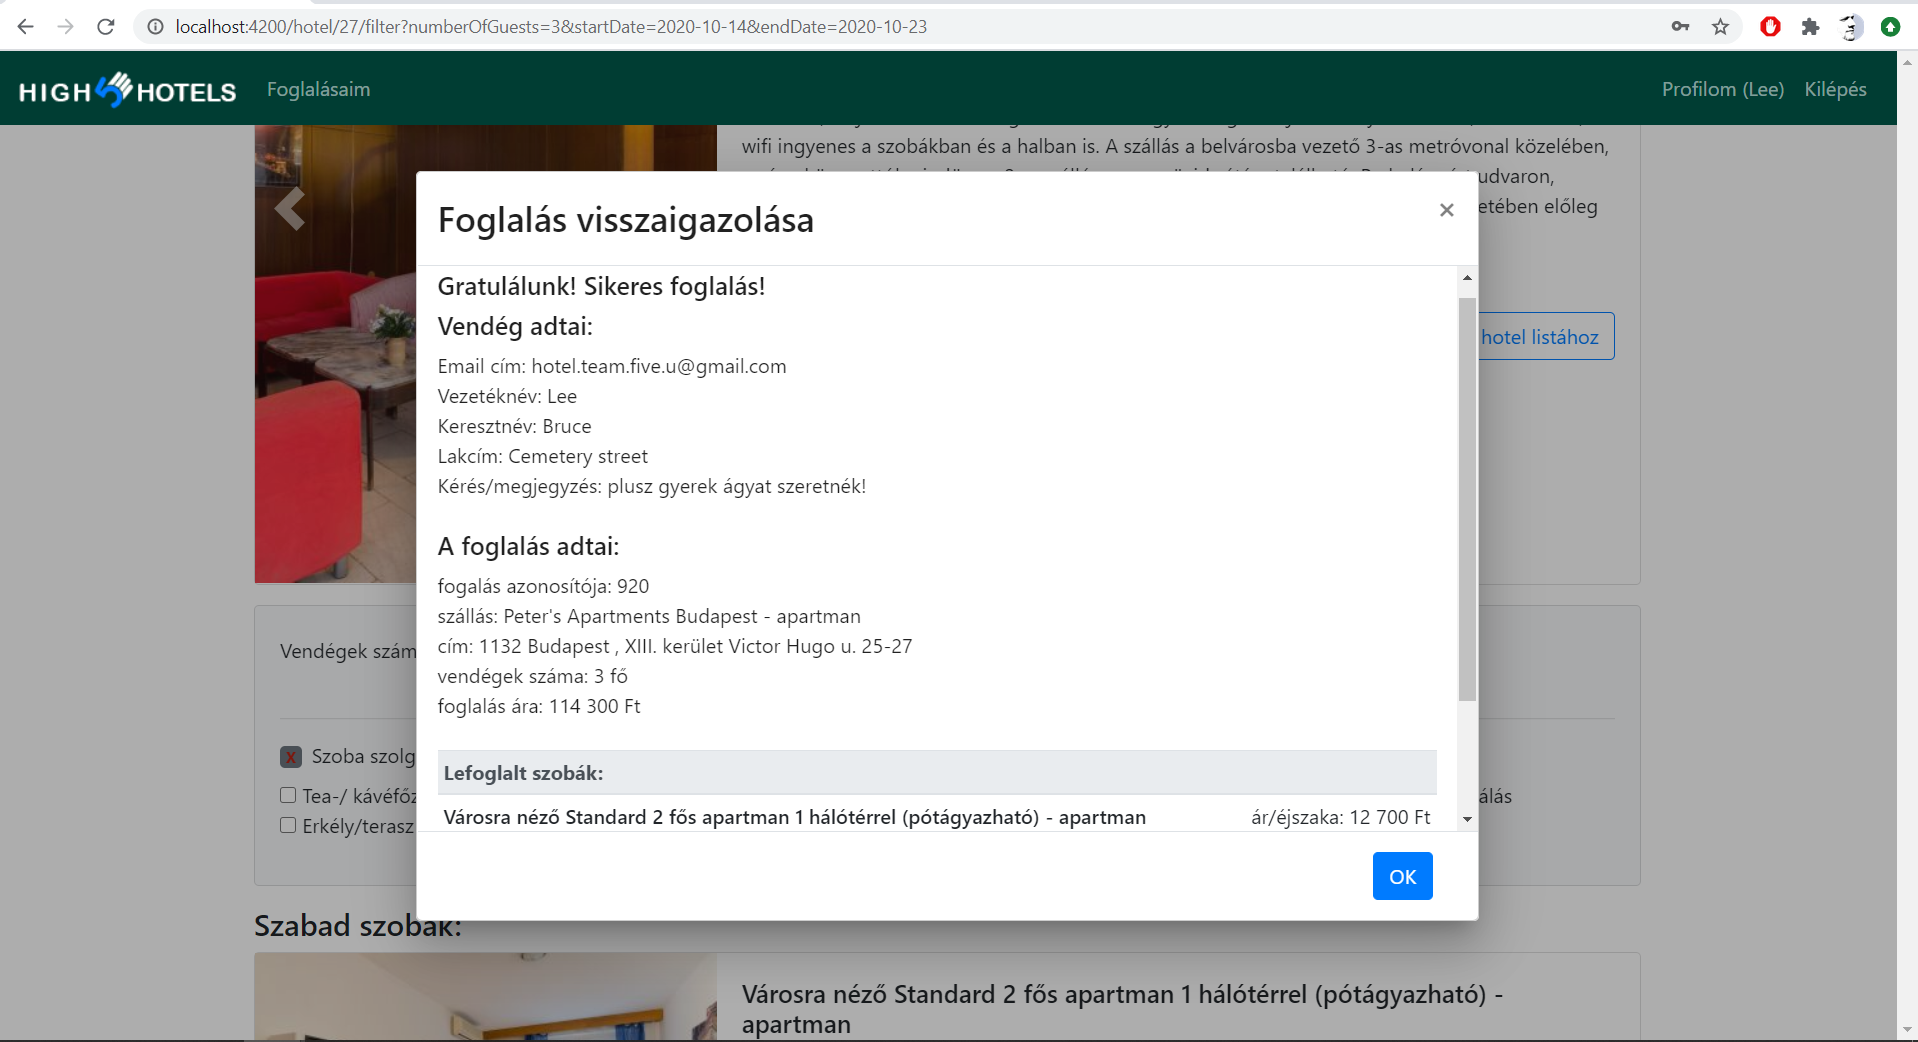 localhost:4200/hotel/27/filter?numberOfGuests=3&startDate=2020-10-14&endDate=2020-10-23
HIGH HOTELS
Foglalásaim
Profilom (Lee)
Kilépés
wifi ingyenes a szobákban és a halban is. A szállás a belvárosba vezető 3-as metróvonal közelében,
udvaron,
etében előleg
hotel listához
Foglalás visszaigazolása
×
Gratulálunk! Sikeres foglalás!
Vendég adtai:
Email cím: hotel.team.five.u@gmail.com
Vezetéknév: Lee
Keresztnév: Bruce
Lakcím: Cemetery street
Kérés/megjegyzés: plusz gyerek ágyat szeretnék!
A foglalás adtai:
fogalás azonosítója: 920
szállás: Peter's Apartments Budapest - apartman
cím: 1132 Budapest , XIII. kerület Victor Hugo u. 25-27
vendégek száma: 3 fő
foglalás ára: 114 300 Ft
Lefoglalt szobák:
Városra néző Standard 2 fős apartman 1 hálótérrel (pótágyazható) - apartman ár/éjszaka: 12 700 Ft
OK
Vendégek szám
X Szoba szolg
Tea-/ kávéfőz
álás
Erkély/terasz
Szabad szobák:
Városra néző Standard 2 fős apartman 1 hálótérrel (pótágyazható) -
apartman